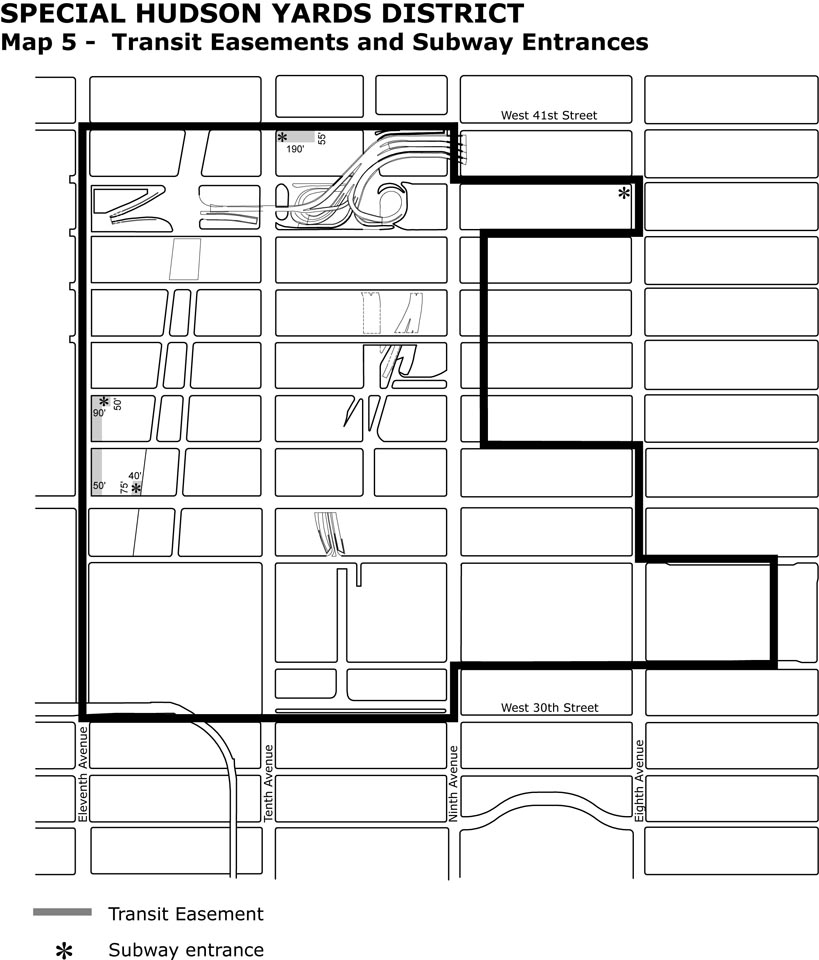 SPECIAL HUDSON YARDS DISTRICT
Map 5 - Transit Easements and Subway Entrances
West 41st Street
*
55'
190'
*
*
50'
90'
40'
50'
75'
*
West 30th Street
Eleventh Avenue
Tenth Avenue
Ninth Avenue
Eighth Avenue
Transit Easement
* Subway entrance